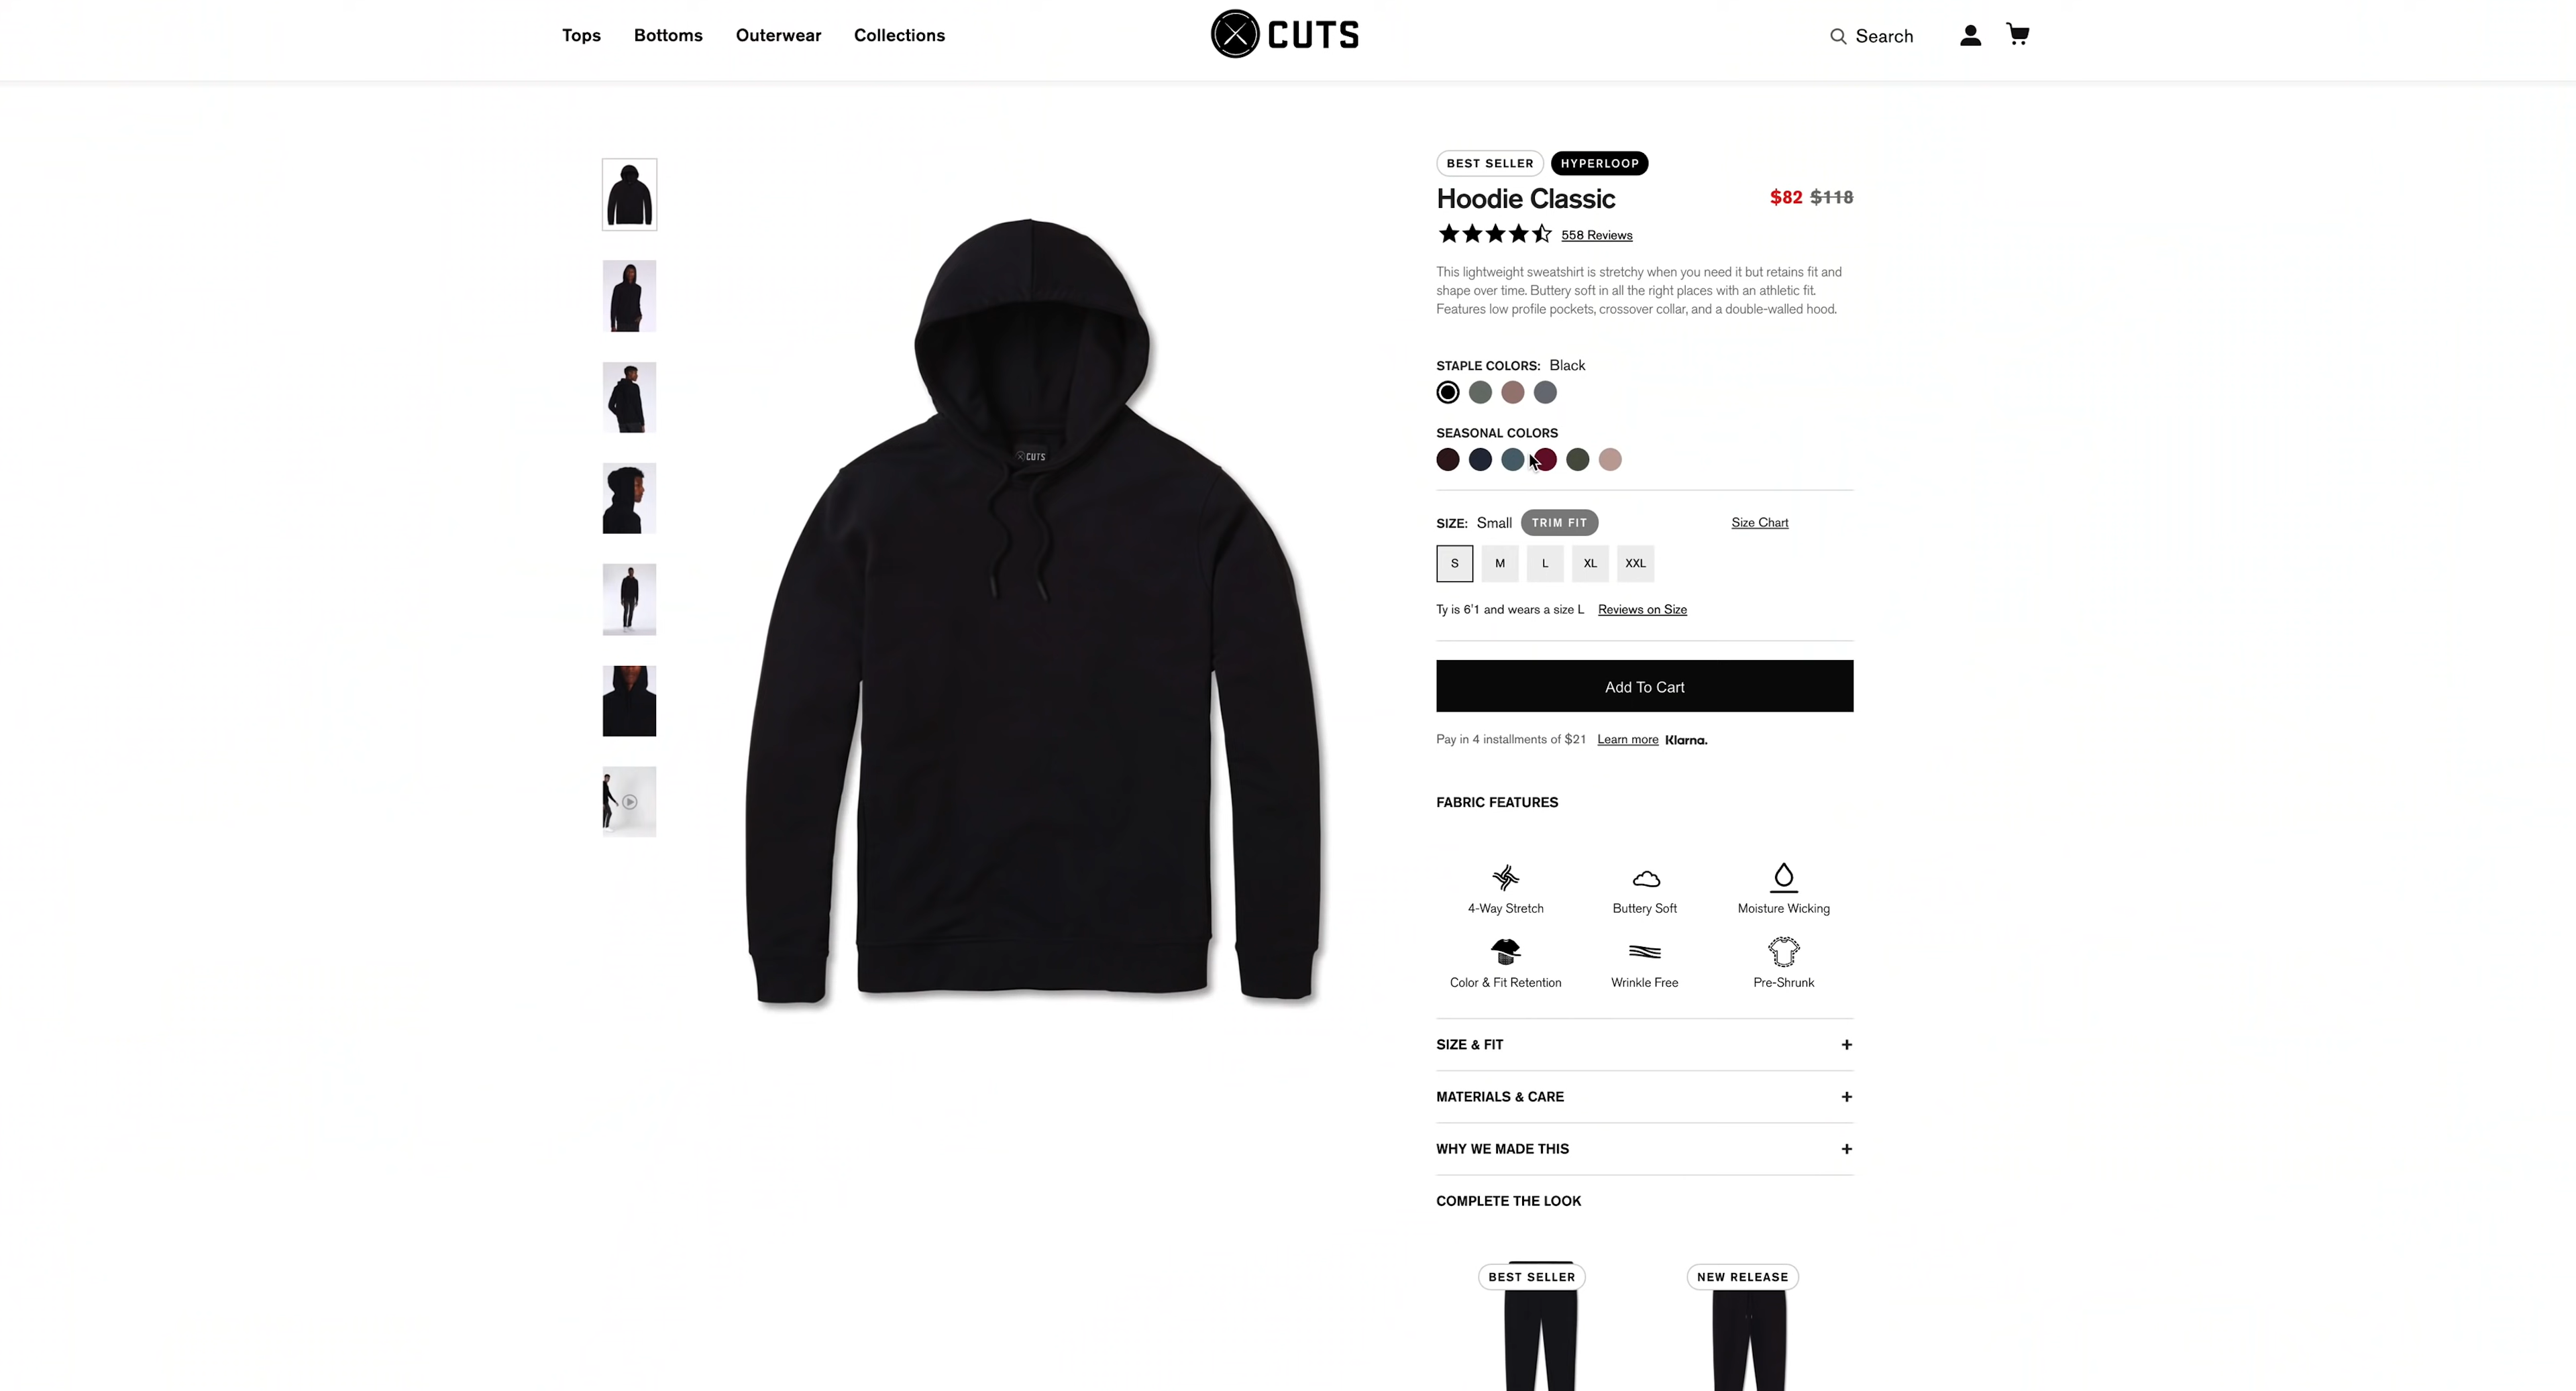 Tops Bottoms Outerwear Collections
CUTS
Search
BEST SELLER HYPERLOOP
Hoodie Classic $82 $118
558 Reviews
This lightweight sweatshirt is stretchy when you need it but retains fit and
shape over time. Buttery soft in all the right places with an athletic fit.
Features low profile pockets, crossover collar, and a double-walled hood.
STAPLE COLORS: Black
SEASONAL COLORS
CUTS
SIZE: Small TRIM FIT Size Chart
S M L XL XXL
Ty is 6'1 and wears a size L Reviews on Size
Add To Cart
Pay in 4 installments of $21 Learn more Klarna.
FABRIC FEATURES
4-Way Stretch Buttery Soft Moisture Wicking
Color & Fit Retention Wrinkle Free Pre-Shrunk
SIZE & FIT +
MATERIALS & CARE +
WHY WE MADE THIS +
COMPLETE THE LOOK
BEST SELLER NEW RELEASE